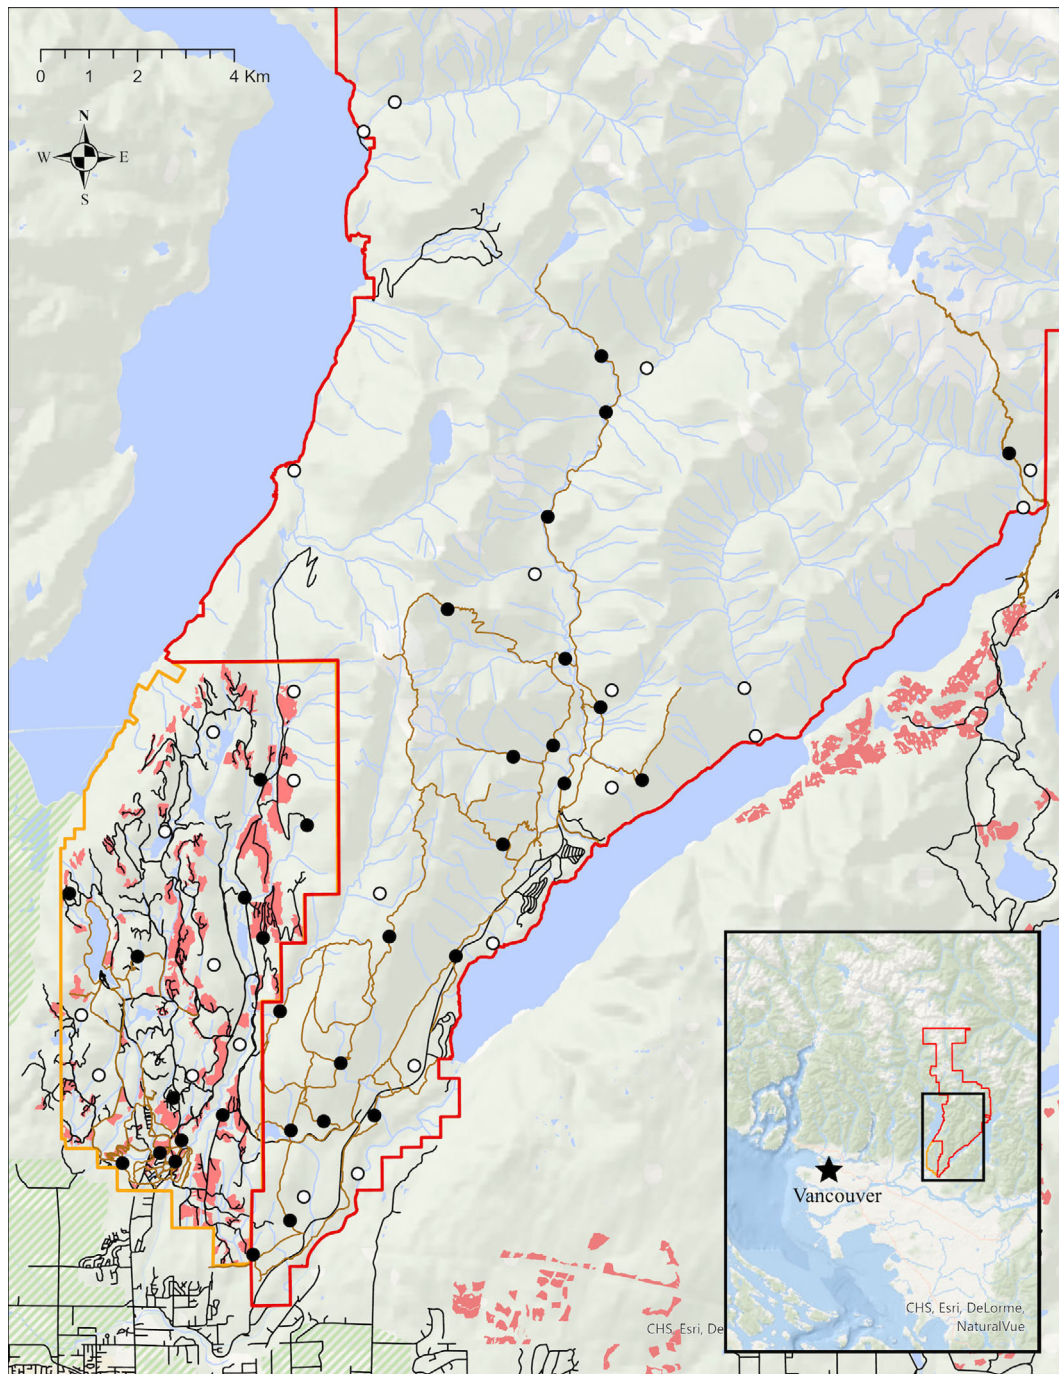 0 1 2 4 Km
N
W E
S
Vancouver
CHS, Esri, DeLorme,
NaturalVue
CHS, Esri, De